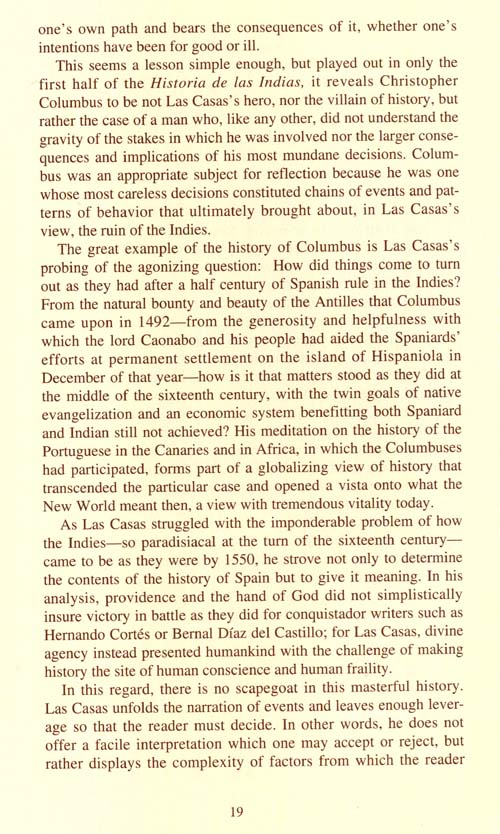 one's own path and bears the consequences of it, whether one's
intentions have been for good or ill.
This seems a lesson simple enough, but played out in only the
first half of the Historia de las Indias, it reveals Christopher
Columbus to be not Las Casas's hero, nor the villain of history, but
rather the case of a man who, like any other, did not understand the
gravity of the stakes in which he was involved nor the larger conse-
quences and implications of his most mundane decisions. Colum-
bus was an appropriate subject for reflection because he was one
whose most careless decisions constituted chains of events and pat-
terns of behavior that ultimately brought about, in Las Casas's
view, the ruin of the Indies.
The great example of the history of Columbus is Las Casas's
probing of the agonizing question: How did things come to turn
out as they had after a half century of Spanish rule in the Indies?
From the natural bounty and beauty of the Antilles that Columbus
came upon in 1492—from the generosity and helpfulness with
which the lord Caonabo and his people had aided the Spaniards'
efforts at permanent settlement on the island of Hispaniola in
December of that year—how is it that matters stood as they did at
the middle of the sixteenth century, with the twin goals of native
evangelization and an economic system benefitting both Spaniard
and Indian still not achieved? His meditation on the history of the
Portuguese in the Canaries and in Africa, in which the Columbuses
had participated, forms part of a globalizing view of history that
transcended the particular case and opened a vista onto what the
New World meant then, a view with tremendous vitality today.
As Las Casas struggled with the imponderable problem of how
the Indies—so paradisiacal at the turn of the sixteenth century—
came to be as they were by 1550, he strove not only to determine
the contents of the history of Spain but to give it meaning. In his
analysis, providence and the hand of God did not simplistically
insure victory in battle as they did for conquistador writers such as
Hernando Cortés or Bernal Díaz del Castillo; for Las Casas, divine
agency instead presented humankind with the challenge of making
history the site of human conscience and human fraility.
In this regard, there is no scapegoat in this masterful history.
Las Casas unfolds the narration of events and leaves enough lever-
age so that the reader must decide. In other words, he does not
offer a facile interpretation which one may accept or reject, but
rather displays the complexity of factors from which the reader
19